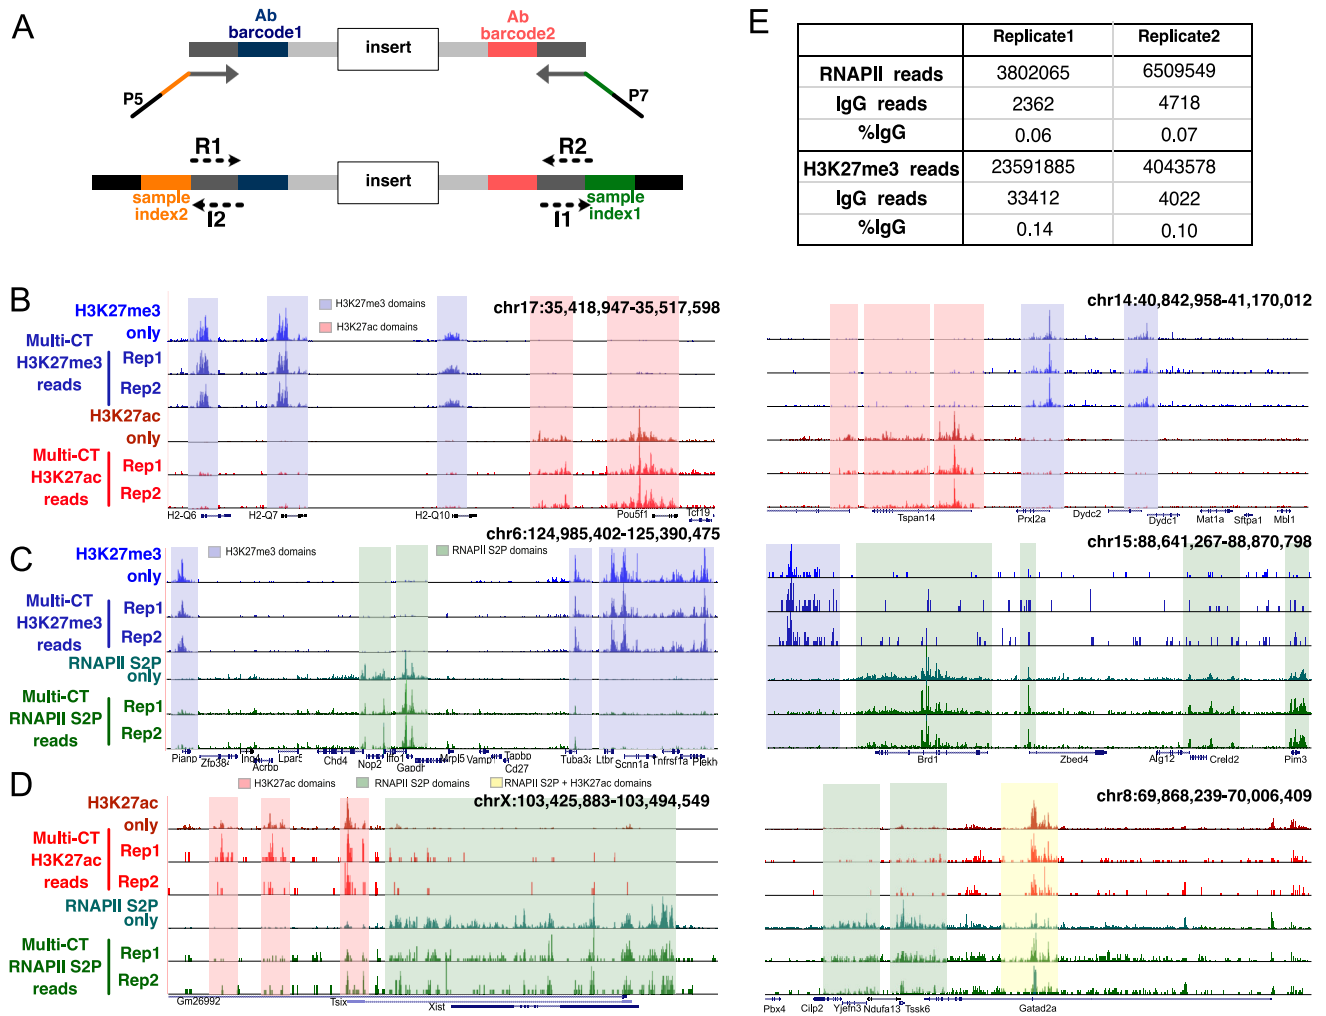 A
Ab
barcode1
Ab
barcode2
insert
P5
P7
R1
R2
insert
sample
index2
I2
I1
sample
index1
E
Replicate1 Replicate2
RNAPII reads 3802065 6509549
IgG reads 2362 4718
%IgG 0.06 0.07
H3K27me3 reads 23591885 4043578
IgG reads 33412 4022
%IgG 0.14 0.10
B
H3K27me3 domains
H3K27ac domains
chr17:35,418,947-35,517,598
chr14:40,842,958-41,170,012
H3K27me3
only
Multi-CT
H3K27me3
reads
Rep1
Rep2
H3K27ac
only
Multi-CT
H3K27ac
reads
Rep1
Rep2
H2-Q6 H2-Q7 H2-Q10 Pou5f1 Tcf19
Tspan14 Prxl2a Dydc2 Dydc1 Mat1a Sftpa1 Mbl1
C
H3K27me3 domains
RNAPII S2P domains
chr6:124,985,402-125,390,475
chr15:88,641,267-88,870,798
H3K27me3
only
Multi-CT
H3K27me3
reads
Rep1
Rep2
RNAPII S2P
only
Multi-CT
RNAPII S2P
reads
Rep1
Rep2
Zfp384 Acrbp Lpar5 Chd4 Nop2 Iffo1 Gapdh Mrpl5 Vamp Tapbp Cd27 Tuba3a Ltbr Scnn1a Tnfrsf1a Plekh
Brd1 Zbed4 Alg12 Creld2 Pim3
D
H3K27ac domains
RNAPII S2P domains
RNAPII S2P + H3K27ac domains
chrX:103,425,883-103,494,549
chr8:69,868,239-70,006,409
H3K27ac
only
Multi-CT
H3K27ac
reads
Rep1
Rep2
RNAPII S2P
only
Multi-CT
RNAPII S2P
reads
Rep1
Rep2
Gm26992 Tsix Xist
Pbx4 Cilp2 Yjefn3 Ndufa13 Tssk6 Gatad2a